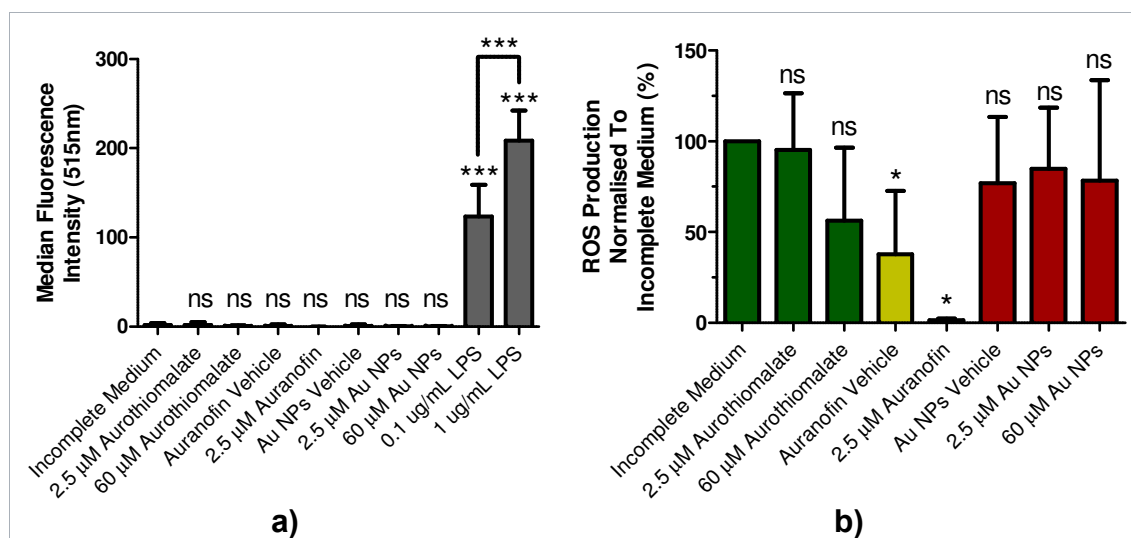 Median Fluorescence
Intensity (515nm)
300
200
100
0
ns
ns
ns
ns
ns
ns
ns
***
***
***
Incomplete Medium
2.5 µM Aurothiomalate
60 µM Aurothiomalate
Auranofin Vehicle
2.5 µM Auranofin
Au NPs Vehicle
2.5 µM Au NPs
60 µM Au NPs
0.1 ug/mL LPS
1 ug/mL LPS
a)
ROS Production
Normalised To
Incomplete Medium (%)
150
100
50
0
ns
ns
*
*
ns
ns
ns
Incomplete Medium
2.5 µM Aurothiomalate
60 µM Aurothiomalate
Auranofin Vehicle
2.5 µM Auranofin
Au NPs Vehicle
2.5 µM Au NPs
60 µM Au NPs
b)